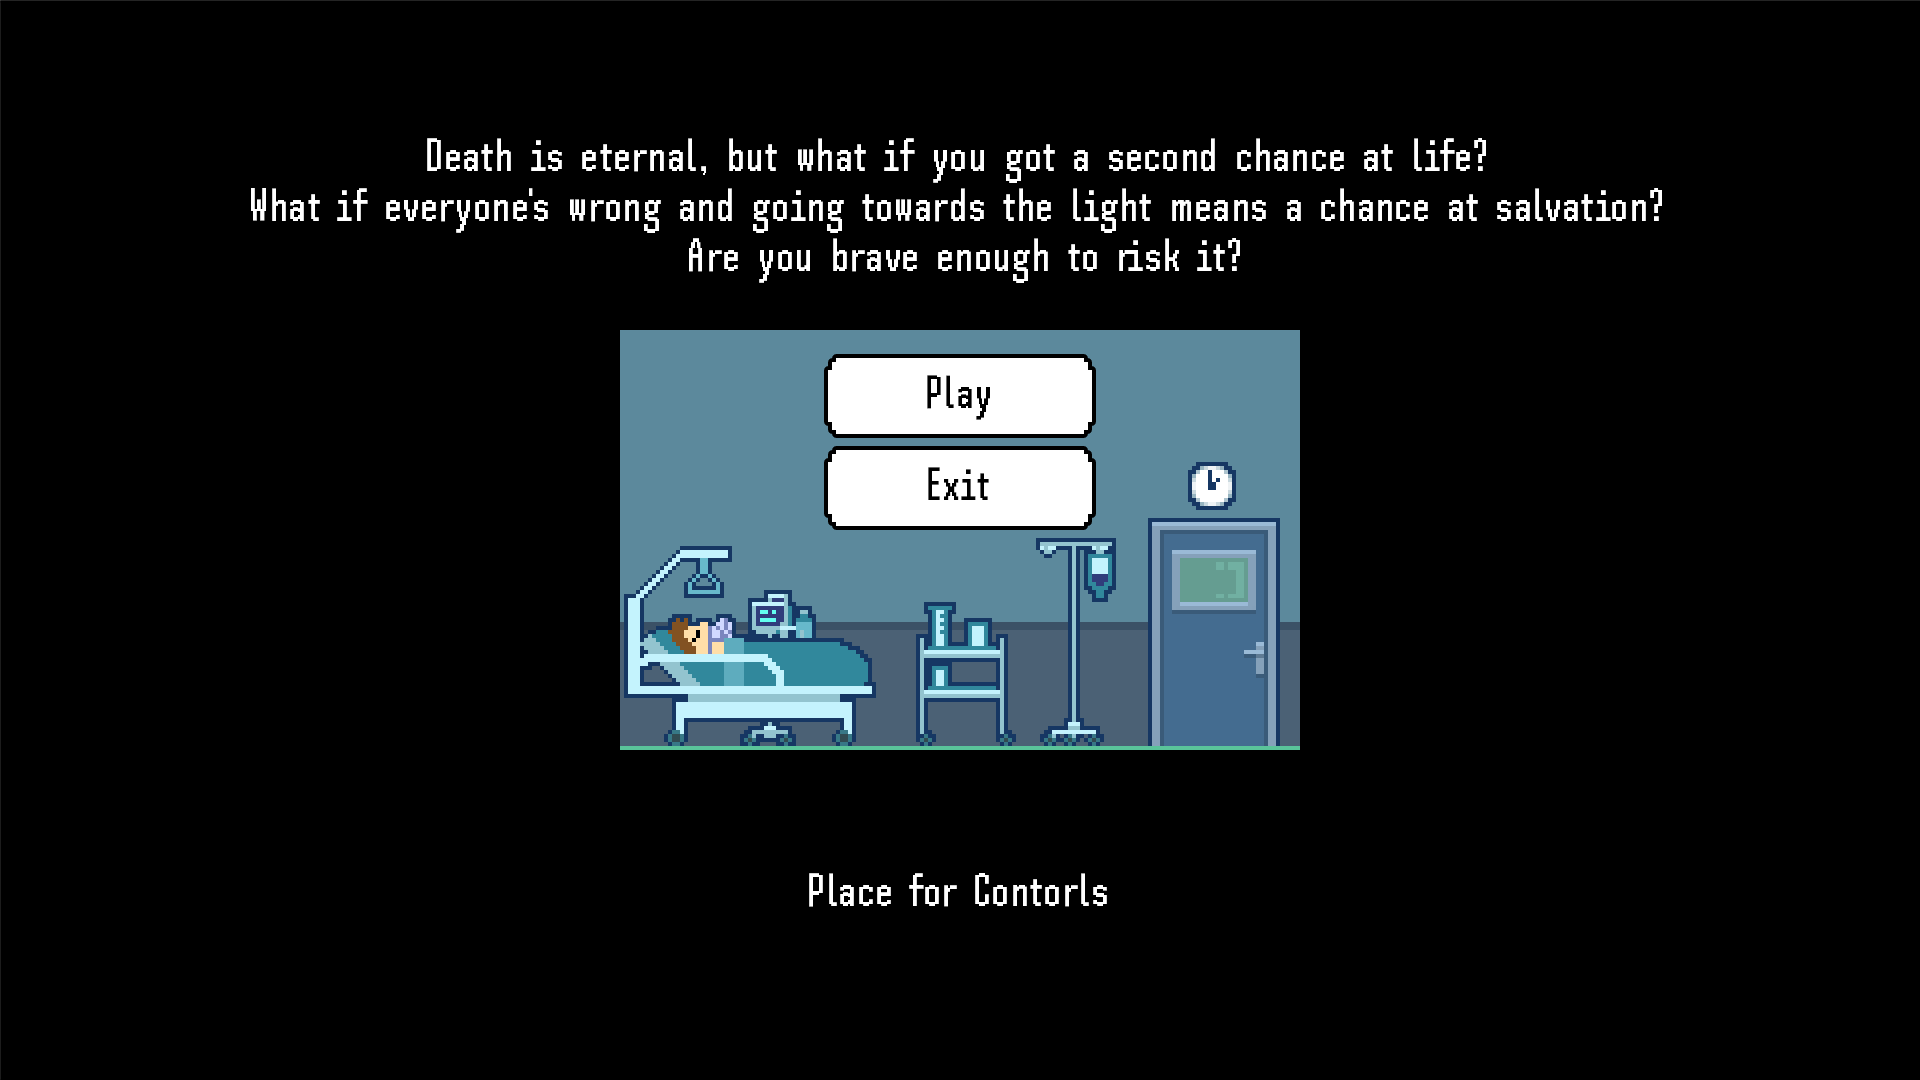 Death is eternal, but what if you got a second chance at life?
What if everyone's wrong and going towards the light means a chance at salvation?
Are you brave enough to risk it?
Play
Exit
Place for Contorls